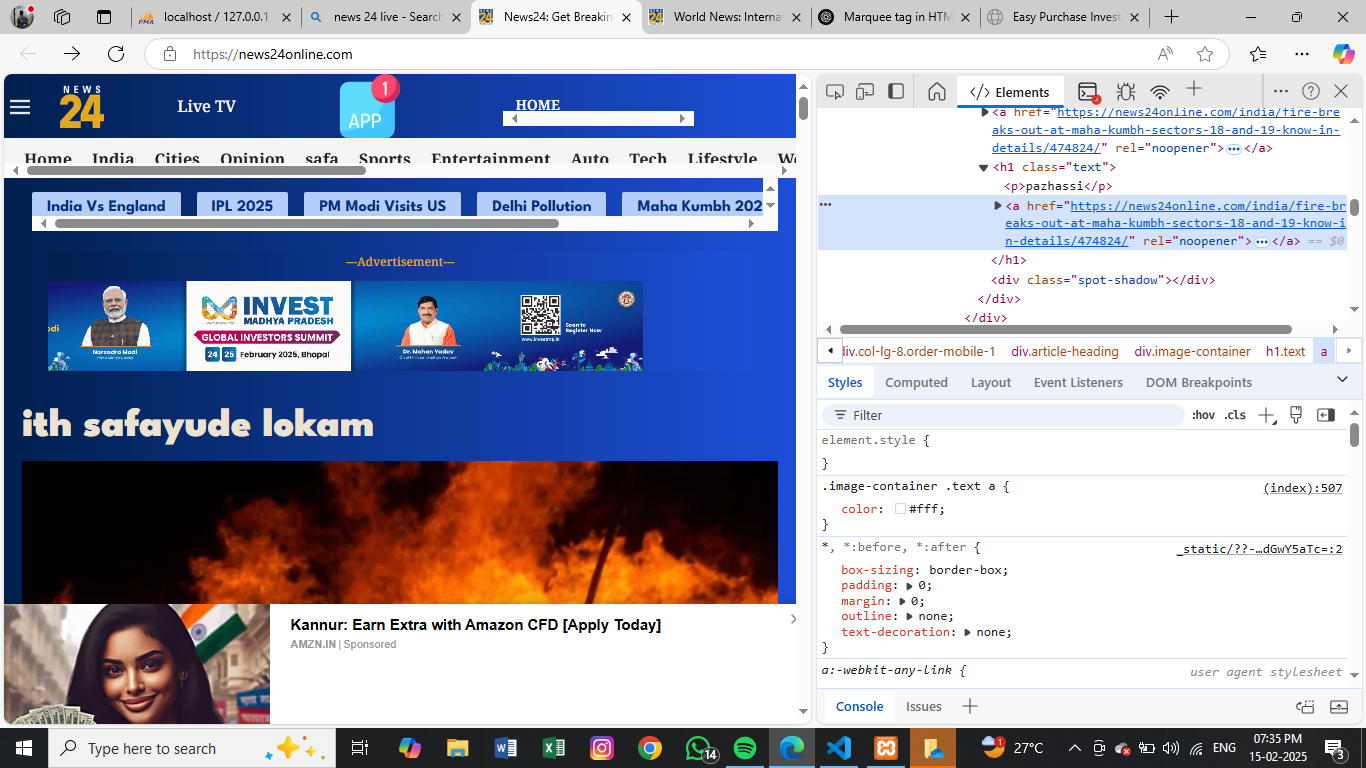 localhost / 127.0.0.1
news 24 live - Search
News24: Get Breakin
World News: Interna
Marquee tag in HTM
Easy Purchase Invest
https://news24online.com
NEWS
24
Live TV
APP
1
HOME
Home India Cities Opinion safa Sports Entertainment Auto Tech Lifestyle
India Vs England IPL 2025 PM Modi Visits US Delhi Pollution Maha Kumbh 202
---Advertisement---
Narendra Modi
INVEST
MADHYA PRADESH
GLOBAL INVESTORS SUMMIT
24 25 February 2025, Bhopal
Dr. Mohan Yadav
Scan to
Register Now
www.investmp.in
ith safayude lokam
Kannur: Earn Extra with Amazon CFD [Apply Today]
AMZN.IN | Sponsored
Elements
<a href="https://news24online.com/india/fire-bre
aks-out-at-maha-kumbh-sectors-18-and-19-know-in-
details/474824/" rel="noopener"> ••• </a>
<h1 class="text">
<p>pazhassi</p>
••• <a href="https://news24online.com/india/fire-br
eaks-out-at-maha-kumbh-sectors-18-and-19-know-i
n-details/474824/" rel="noopener"> ••• </a> == $0
</h1>
<div class="spot-shadow"></div>
</div>
</div>
div.col-lg-8.order-mobile-1 div.article-heading div.image-container h1.text a
Styles Computed Layout Event Listeners DOM Breakpoints
Filter :hov .cls
element.style {
}
.image-container .text a { (index):507
color: #fff;
}
*, *:before, *:after { _static/??-…dGwY5aTc=:2
box-sizing: border-box;
padding: 0;
margin: 0;
outline: none;
text-decoration: none;
}
a:-webkit-any-link { user agent stylesheet
Console Issues
Type here to search
14
1
27°C
ENG
07:35 PM
15-02-2025
3